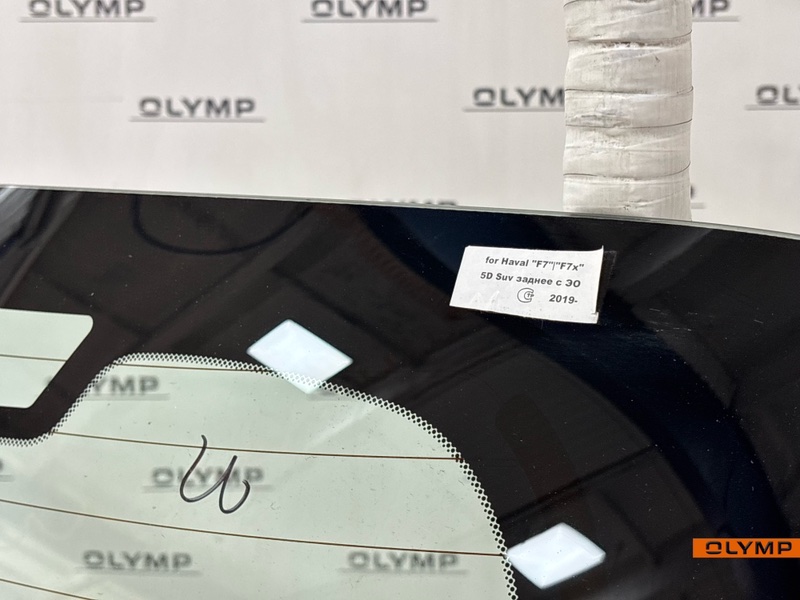 OLYMP
OLYMP
OLYMP
OLYMP
OLYMP
for Haval "F7"|"F7x"
5D Suv заднее с ЭО
2019-
OLYMP
OLYMP
OLYMP
OLYMP